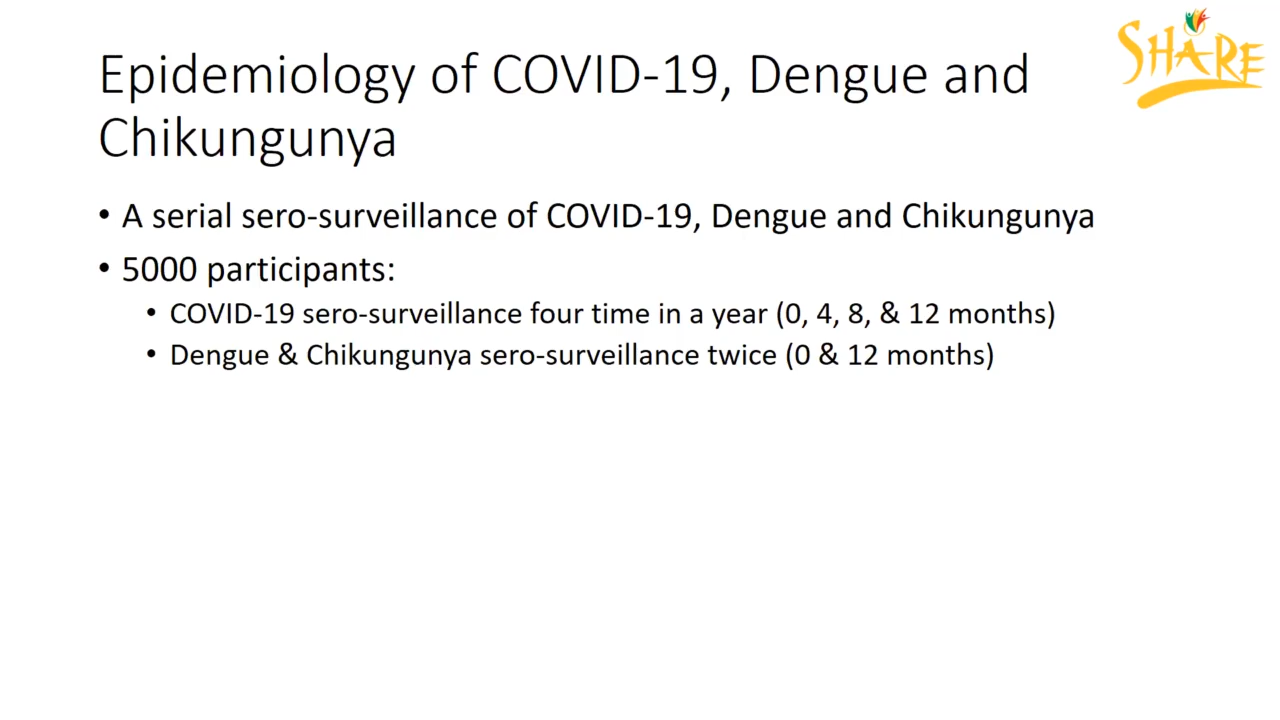 SHARE
Epidemiology of COVID-19, Dengue and
Chikungunya
• A serial sero-surveillance of COVID-19, Dengue and Chikungunya
• 5000 participants:
• COVID-19 sero-surveillance four time in a year (0, 4, 8, & 12 months)
• Dengue & Chikungunya sero-surveillance twice (0 & 12 months)